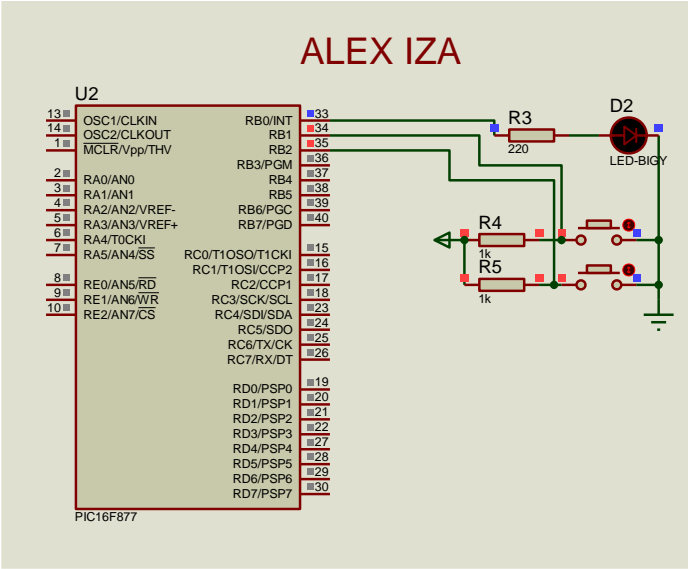 ALEX IZA
U2
13 OSC1/CLKIN RB0/INT 33
14 OSC2/CLKOUT RB1 34
1 MCLR/Vpp/THV RB2 35
RB3/PGM 36
2 RA0/AN0 RB4 37
3 RA1/AN1 RB5 38
4 RA2/AN2/VREF- RB6/PGC 39
5 RA3/AN3/VREF+ RB7/PGD 40
6 RA4/T0CKI
7 RA5/AN4/SS RC0/T1OSO/T1CKI 15
RC1/T1OSI/CCP2 16
8 RE0/AN5/RD RC2/CCP1 17
9 RE1/AN6/WR RC3/SCK/SCL 18
10 RE2/AN7/CS RC4/SDI/SDA 23
RC5/SDO 24
RC6/TX/CK 25
RC7/RX/DT 26
RD0/PSP0 19
RD1/PSP1 20
RD2/PSP2 21
RD3/PSP3 22
RD4/PSP4 27
RD5/PSP5 28
RD6/PSP6 29
RD7/PSP7 30
PIC16F877
R3
220
D2
LED-BIGY
R4
1k
R5
1k